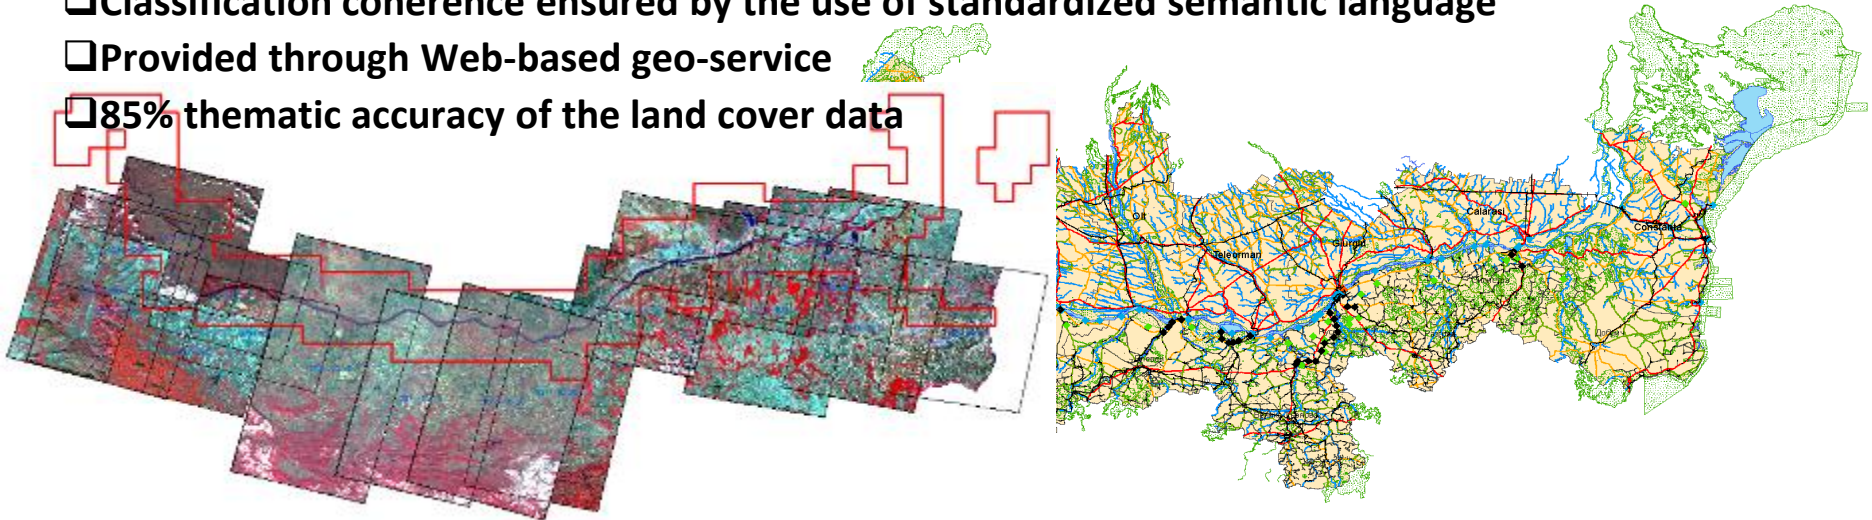 ❑Classification coherence ensured by the use of standardized semantic language
❑Provided through Web-based geo-service
❑85% thematic accuracy of the land cover data
Olt
Teleorman
Giurgiu
Calarasi
Constanta